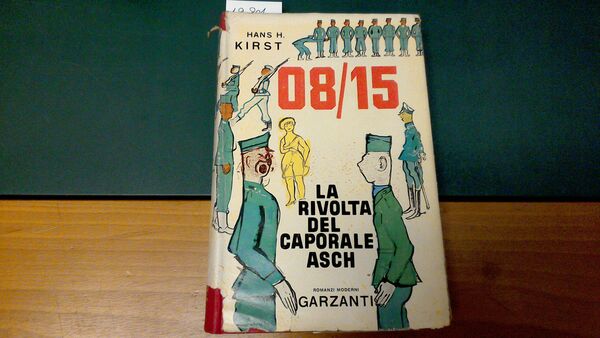 HANS H.
KIRST
08/15
LA
RIVOLTA
DEL
CAPORALE
ASCH
ROMANZI MODERNI
GARZANTI